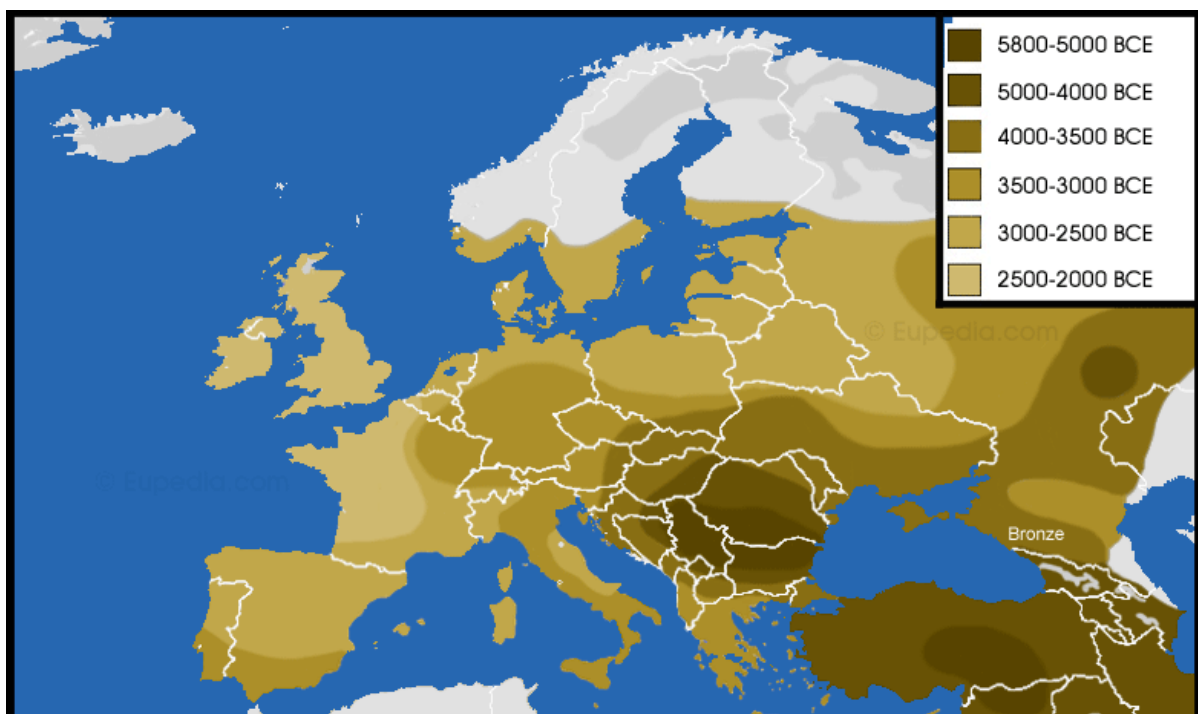 5800-5000 BCE
5000-4000 BCE
4000-3500 BCE
3500-3000 BCE
3000-2500 BCE
2500-2000 BCE
© Eupedia.com
© Eupedia.com
Bronze